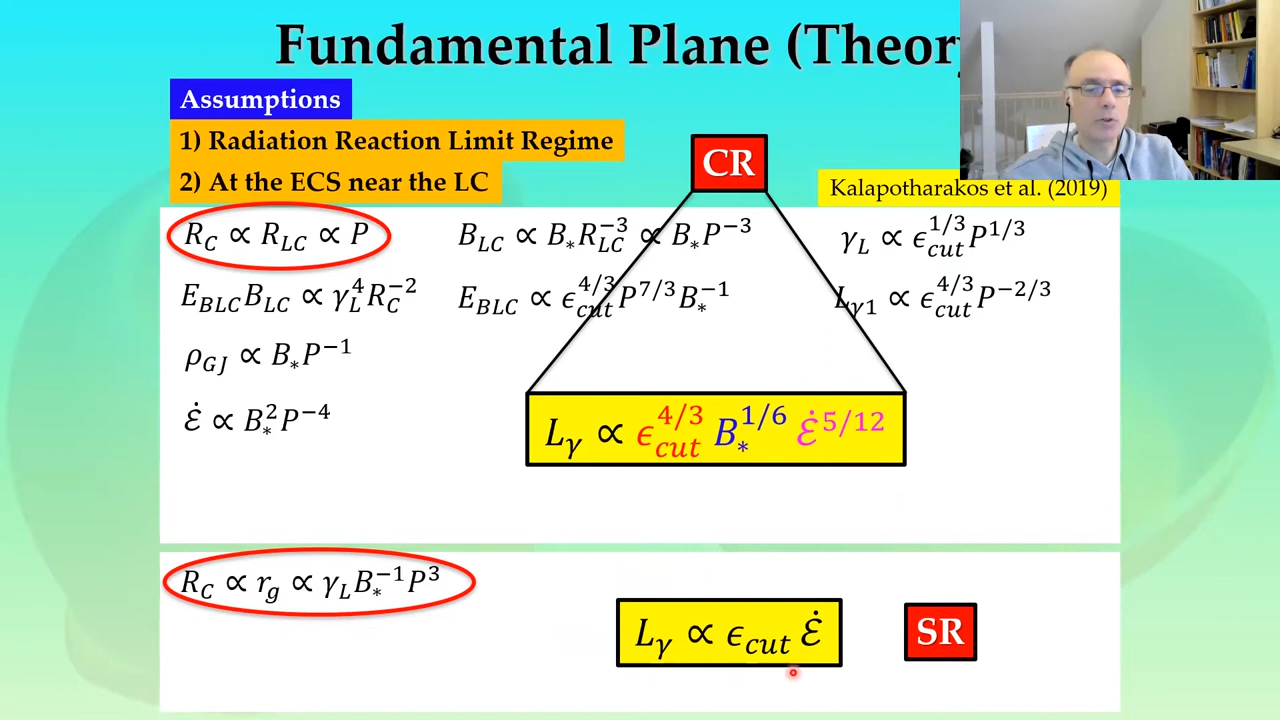 Fundamental Plane (Theory
Assumptions
1) Radiation Reaction Limit Regime
2) At the ECS near the LC
CR
Kalapotharakos et al. (2019)
R_C ∝ R_LC ∝ P
B_LC ∝ B_* R_LC^-3 ∝ B_* P^-3
γ_L ∝ ϵ_cut^1/3 P^1/3
E_BLC B_LC ∝ γ_L^4 R_C^-2
E_BLC ∝ ϵ_cut^4/3 P^7/3 B_*^-1
L_γ1 ∝ ϵ_cut^4/3 P^-2/3
ρ_GJ ∝ B_* P^-1
ℰ̇ ∝ B_*^2 P^-4
L_γ ∝ ϵ_cut^4/3 B_*^1/6 ℰ̇^5/12
R_C ∝ r_g ∝ γ_L B_*^-1 P^3
L_γ ∝ ϵ_cut ℰ̇
SR